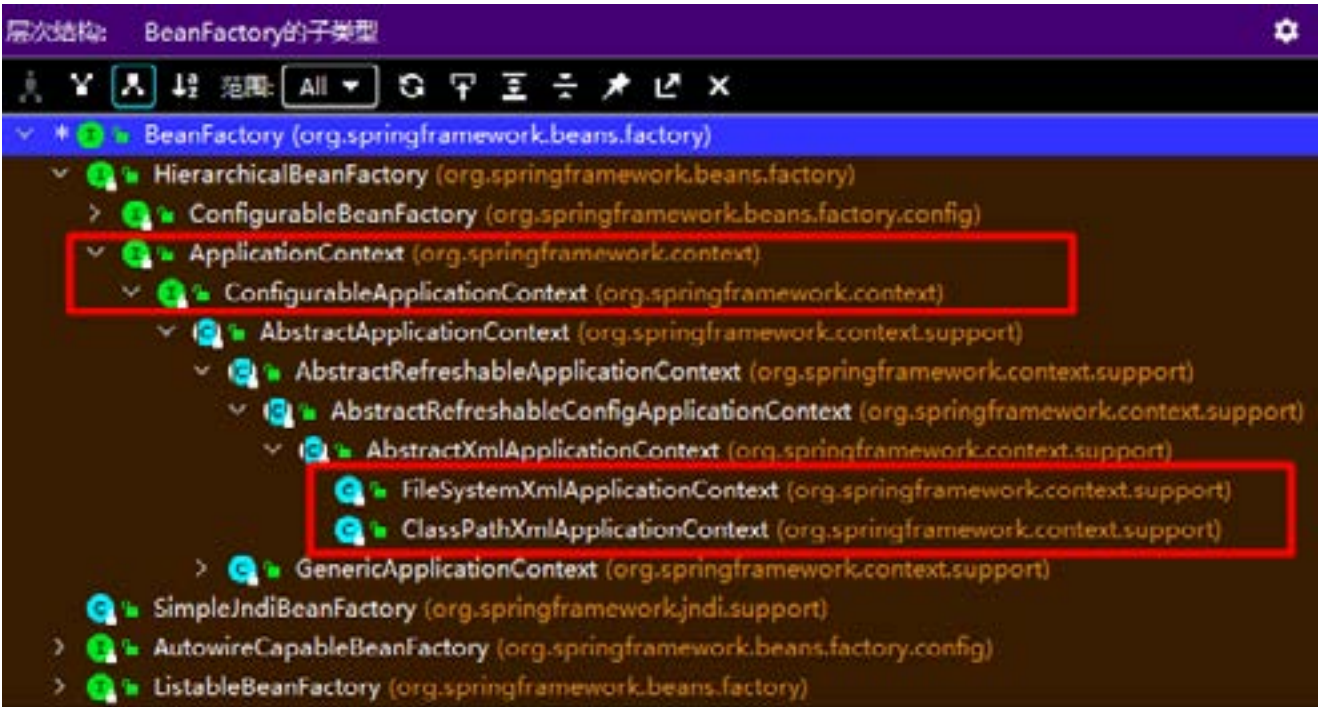 层次结构: BeanFactory的子类型
范围: All
* BeanFactory (org.springframework.beans.factory)
HierarchicalBeanFactory (org.springframework.beans.factory)
ConfigurableBeanFactory (org.springframework.beans.factory.config)
ApplicationContext (org.springframework.context)
ConfigurableApplicationContext (org.springframework.context)
AbstractApplicationContext (org.springframework.context.support)
AbstractRefreshableApplicationContext (org.springframework.context.support)
AbstractRefreshableConfigApplicationContext (org.springframework.context.support)
AbstractXmlApplicationContext (org.springframework.context.support)
FileSystemXmlApplicationContext (org.springframework.context.support)
ClassPathXmlApplicationContext (org.springframework.context.support)
GenericApplicationContext (org.springframework.context.support)
SimpleJndiBeanFactory (org.springframework.jndi.support)
AutowireCapableBeanFactory (org.springframework.beans.factory.config)
ListableBeanFactory (org.springframework.beans.factory)